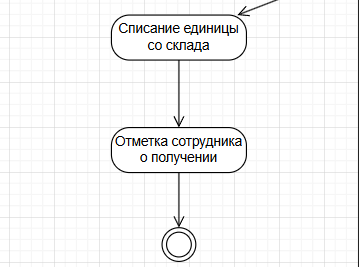 Списание единицы
со склада
Отметка сотрудника
о получении